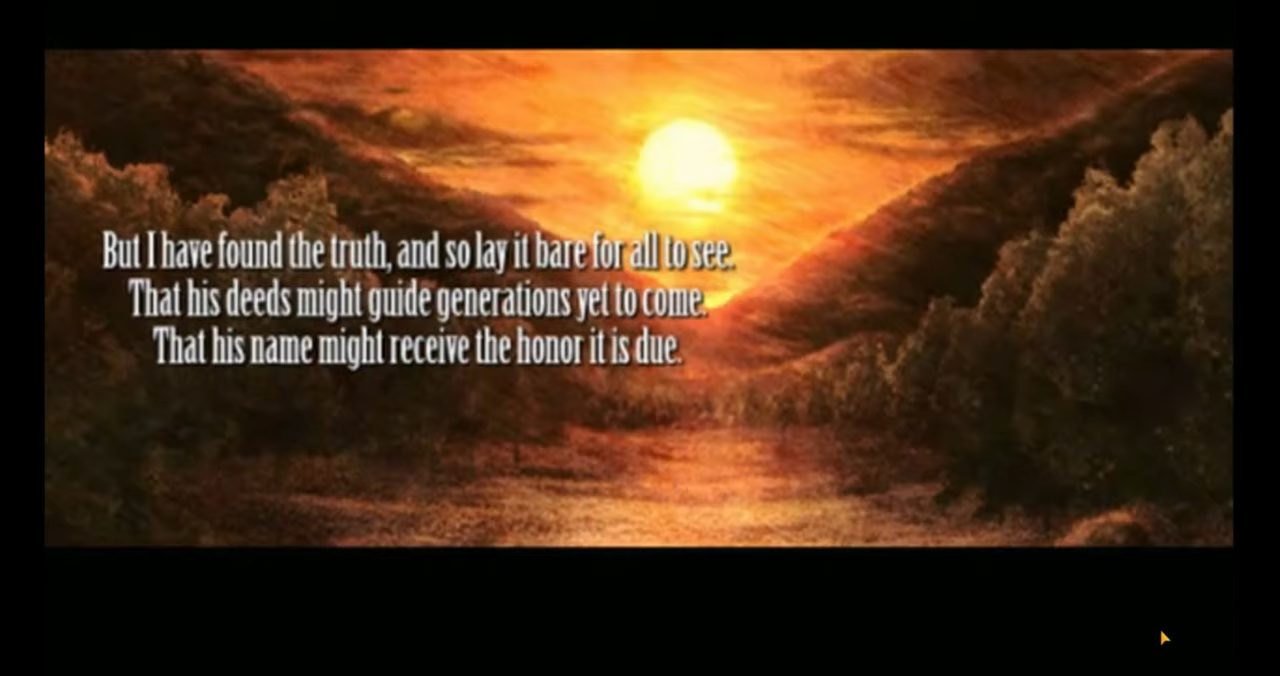 But I have found the truth, and so lay it bare for all to see.
That his deeds might guide generations yet to come.
That his name might receive the honor it is due.